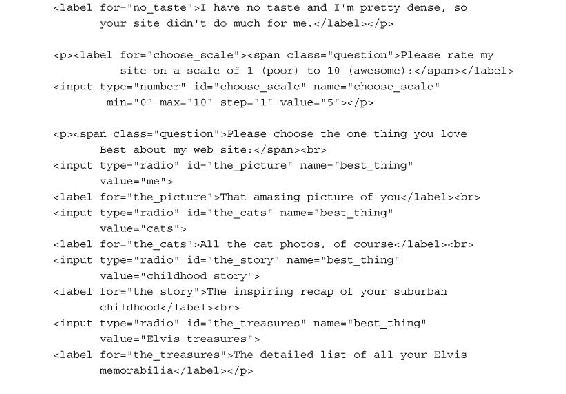 <label for="no_taste">I have no taste and I'm pretty dense, so
your site didn't do much for me.</label></p>
<p><label for="choose_scale"><span class="question">Please rate my
site on a scale of 1 (poor) to 10 (awesome):</span></label>
<input type="number" id="choose_scale" name="choose_scale"
min="0" max="10" step="1" value="5"></p>
<p><span class="question">Please choose the one thing you love
Best about my web site:</span><br>
<input type="radio" id="the_picture" name="best_thing"
value="me">
<label for="the_picture">That amazing picture of you</label><br>
<input type="radio" id="the_cats" name="best_thing"
value="cats">
<label for="the_cats">All the cat photos, of course</label><br>
<input type="radio" id="the_story" name="best_thing"
value="childhood story">
<label for="the story">The inspiring recap of your suburban
childhood</label><br>
<input type="radio" id="the_treasures" name="best_thing"
value="Elvis treasures">
<label for="the_treasures">The detailed list of all your Elvis
memorabilia</label></p>